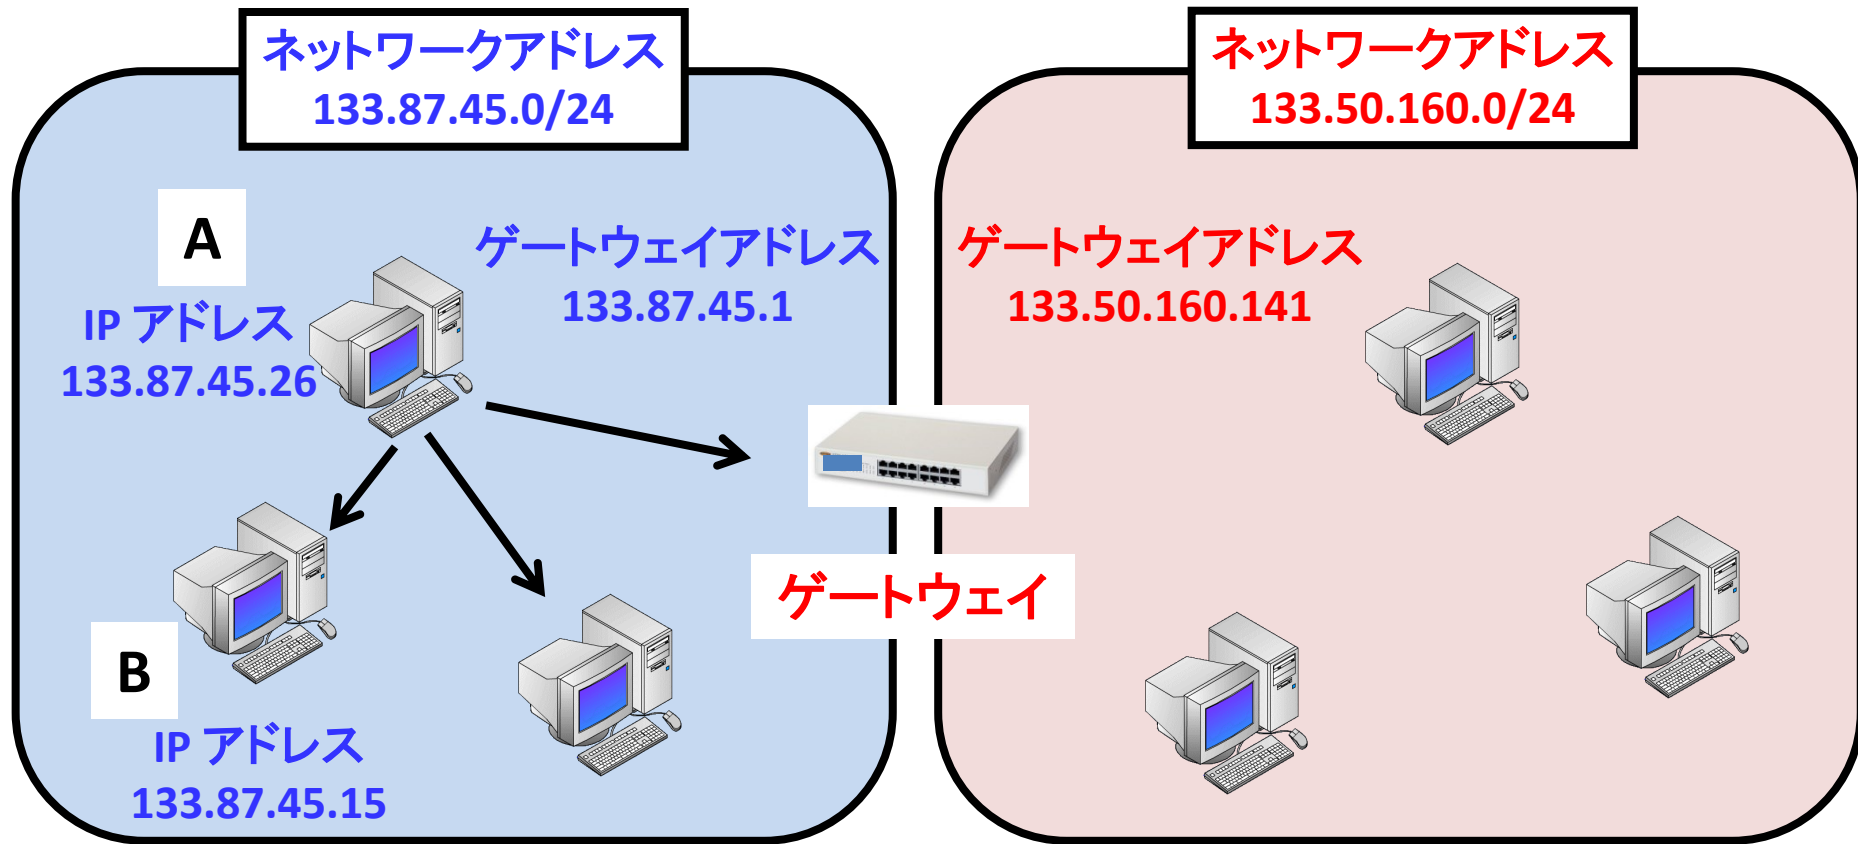 ネットワークアドレス
133.87.45.0/24
ネットワークアドレス
133.50.160.0/24
A
IP アドレス
133.87.45.26
ゲートウェイアドレス
133.87.45.1
ゲートウェイアドレス
133.50.160.141
ゲートウェイ
B
IP アドレス
133.87.45.15